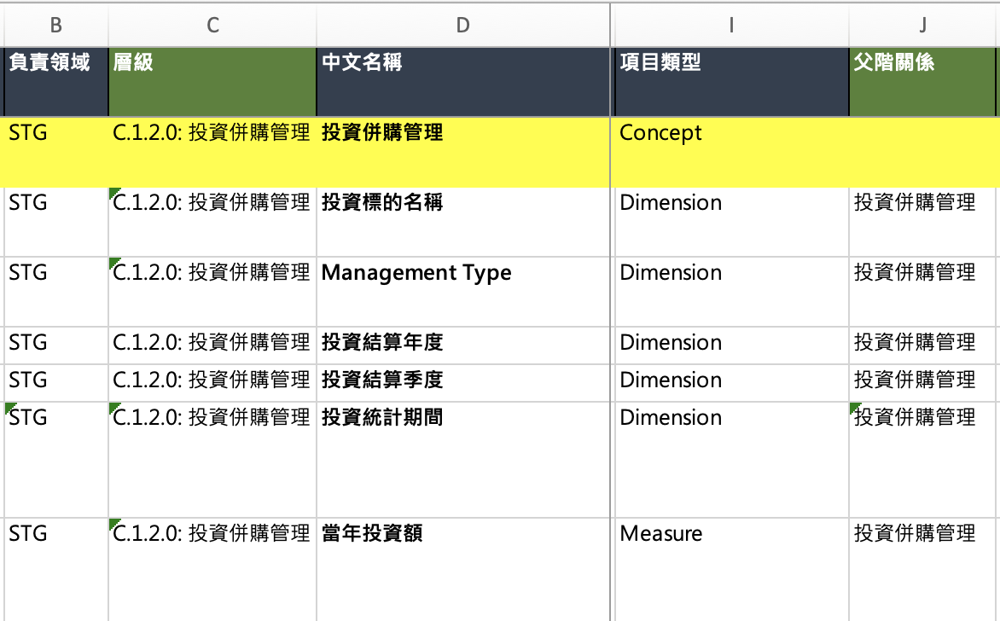 B C D I J
負責領域 層級 中文名稱 項目類型 父階關係
STG C.1.2.0: 投資併購管理 投資併購管理 Concept
STG C.1.2.0: 投資併購管理 投資標的名稱 Dimension 投資併購管理
STG C.1.2.0: 投資併購管理 Management Type Dimension 投資併購管理
STG C.1.2.0: 投資併購管理 投資結算年度 Dimension 投資併購管理
STG C.1.2.0: 投資併購管理 投資結算季度 Dimension 投資併購管理
STG C.1.2.0: 投資併購管理 投資統計期間 Dimension 投資併購管理
STG C.1.2.0: 投資併購管理 當年投資額 Measure 投資併購管理